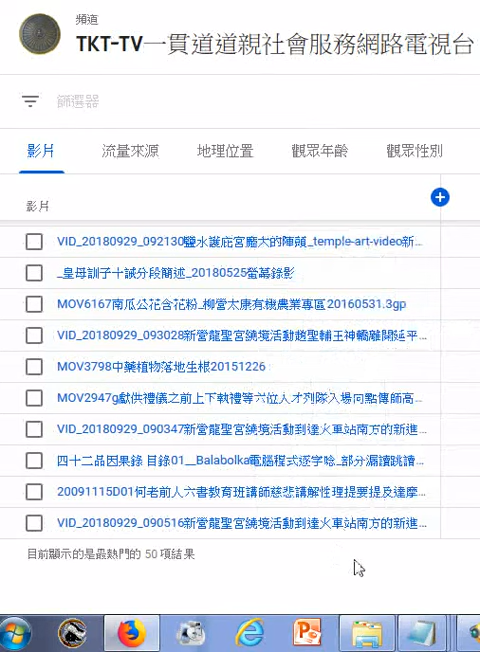 頻道
TKT-TV一貫道道親社會服務網路電視台
篩選器
影片 流量來源 地理位置 觀眾年齡 觀眾性別
影片
VID_20180929_092130鹽水護庇宮龐大的陣頭_temple-art-video新…
_皇母訓子十誡分段簡述_20180525螢幕錄影
MOV6167南瓜公花含花粉_柳營太康有機農業專區20160531.3gp
VID_20180929_093028新營龍聖宮繞境活動趙聖輔王神轎離開延平…
MOV3798中藥植物落地生根20151226
MOV2947g獻供禮儀之前上下執禮等六位人才列隊入場向點傳師高…
VID_20180929_090347新營龍聖宮繞境活動到達火車站南方的新進…
四十二品因果錄 目錄01__Balabolka電腦程式逐字唸_部分漏讀跳讀…
20091115D01何老前人六書教育班講師慈悲講解性理提要提及達摩…
VID_20180929_090516新營龍聖宮繞境活動到達火車站南方的新進…
目前顯示的是最熱門的 50 項結果